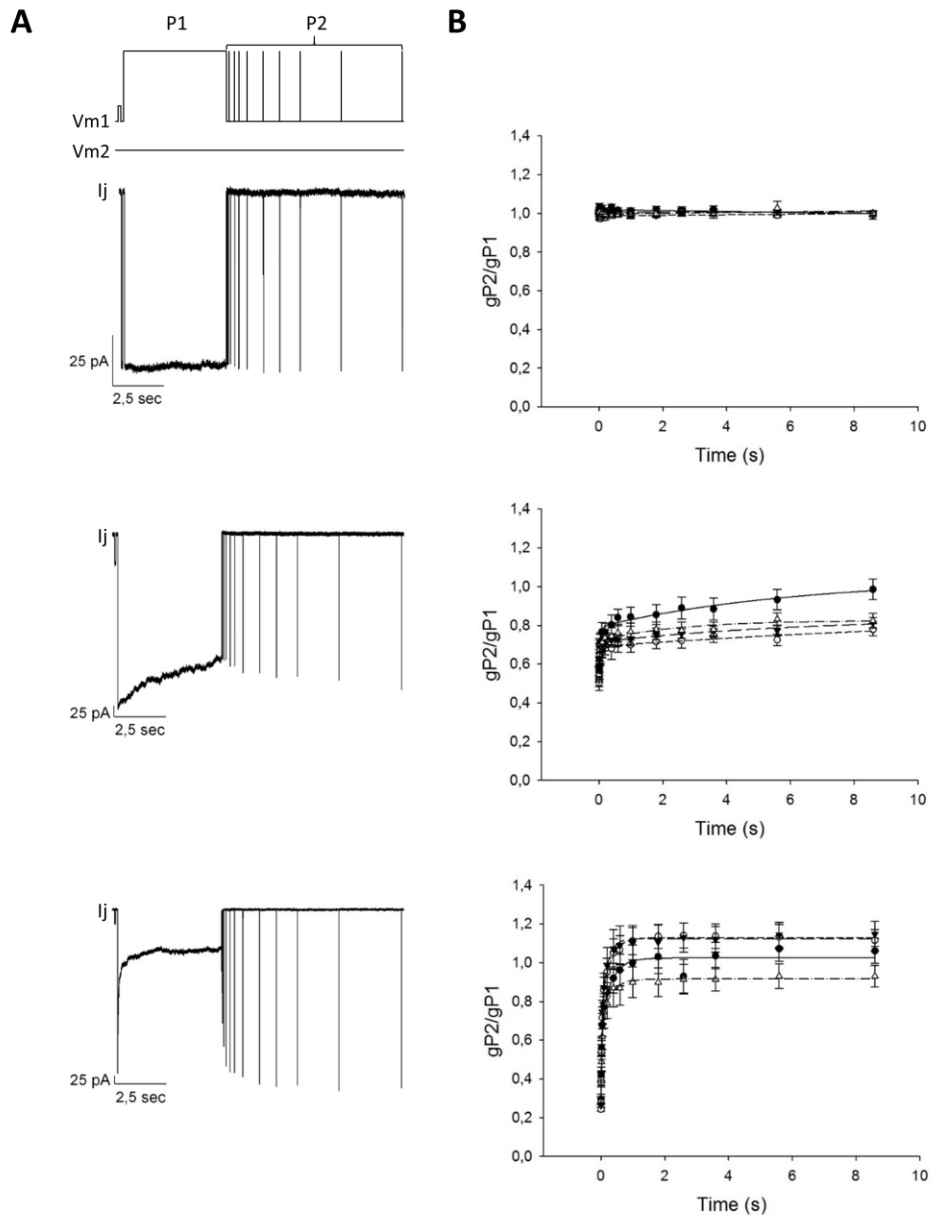 A
P1
P2
Vm1
Vm2
Ij
25 pA
2,5 sec
Ij
25 pA
2,5 sec
Ij
25 pA
2,5 sec
B
1,4
1,2
1,0
0,8
0,6
0,4
0,2
0,0
gP2/gP1
0 2 4 6 8 10
Time (s)
1,4
1,2
1,0
0,8
0,6
0,4
0,2
0,0
gP2/gP1
0 2 4 6 8 10
Time (s)
1,4
1,2
1,0
0,8
0,6
0,4
0,2
0,0
gP2/gP1
0 2 4 6 8 10
Time (s)